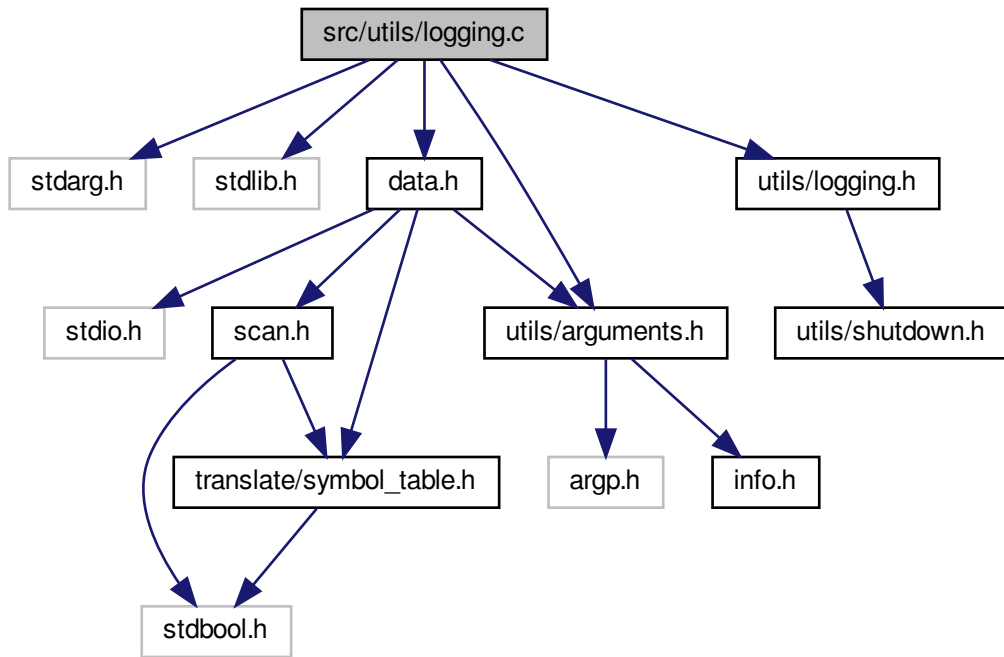 src/utils/logging.c
stdarg.h
stdlib.h
data.h
utils/logging.h
stdio.h
scan.h
utils/arguments.h
utils/shutdown.h
translate/symbol_table.h
argp.h
info.h
stdbool.h